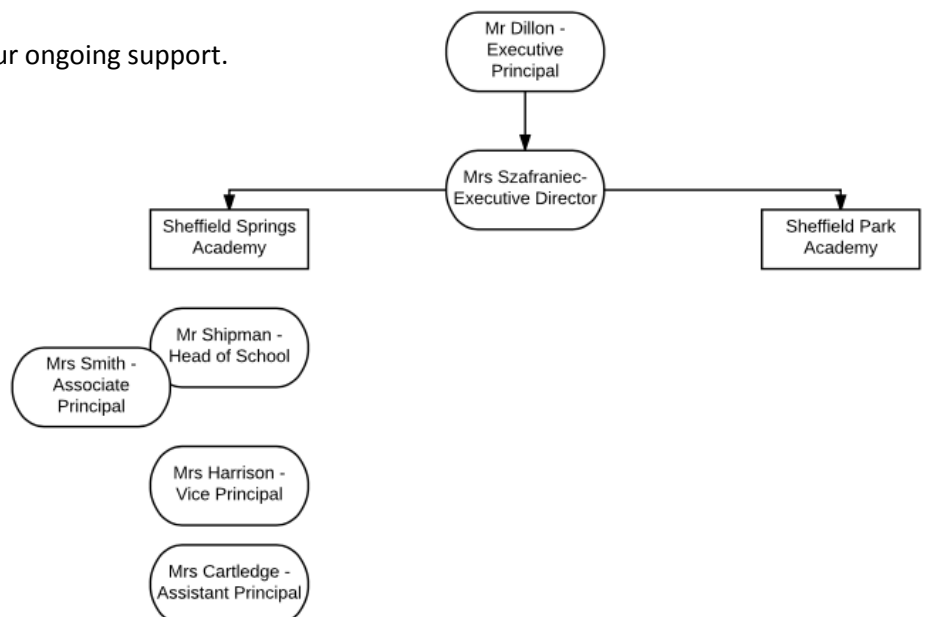 ur ongoing support.
Mr Dillon -
Executive
Principal
Mrs Szafraniec-
Executive Director
Sheffield Springs
Academy
Sheffield Park
Academy
Mr Shipman -
Head of School
Mrs Smith -
Associate
Principal
Mrs Harrison -
Vice Principal
Mrs Cartledge -
Assistant Principal